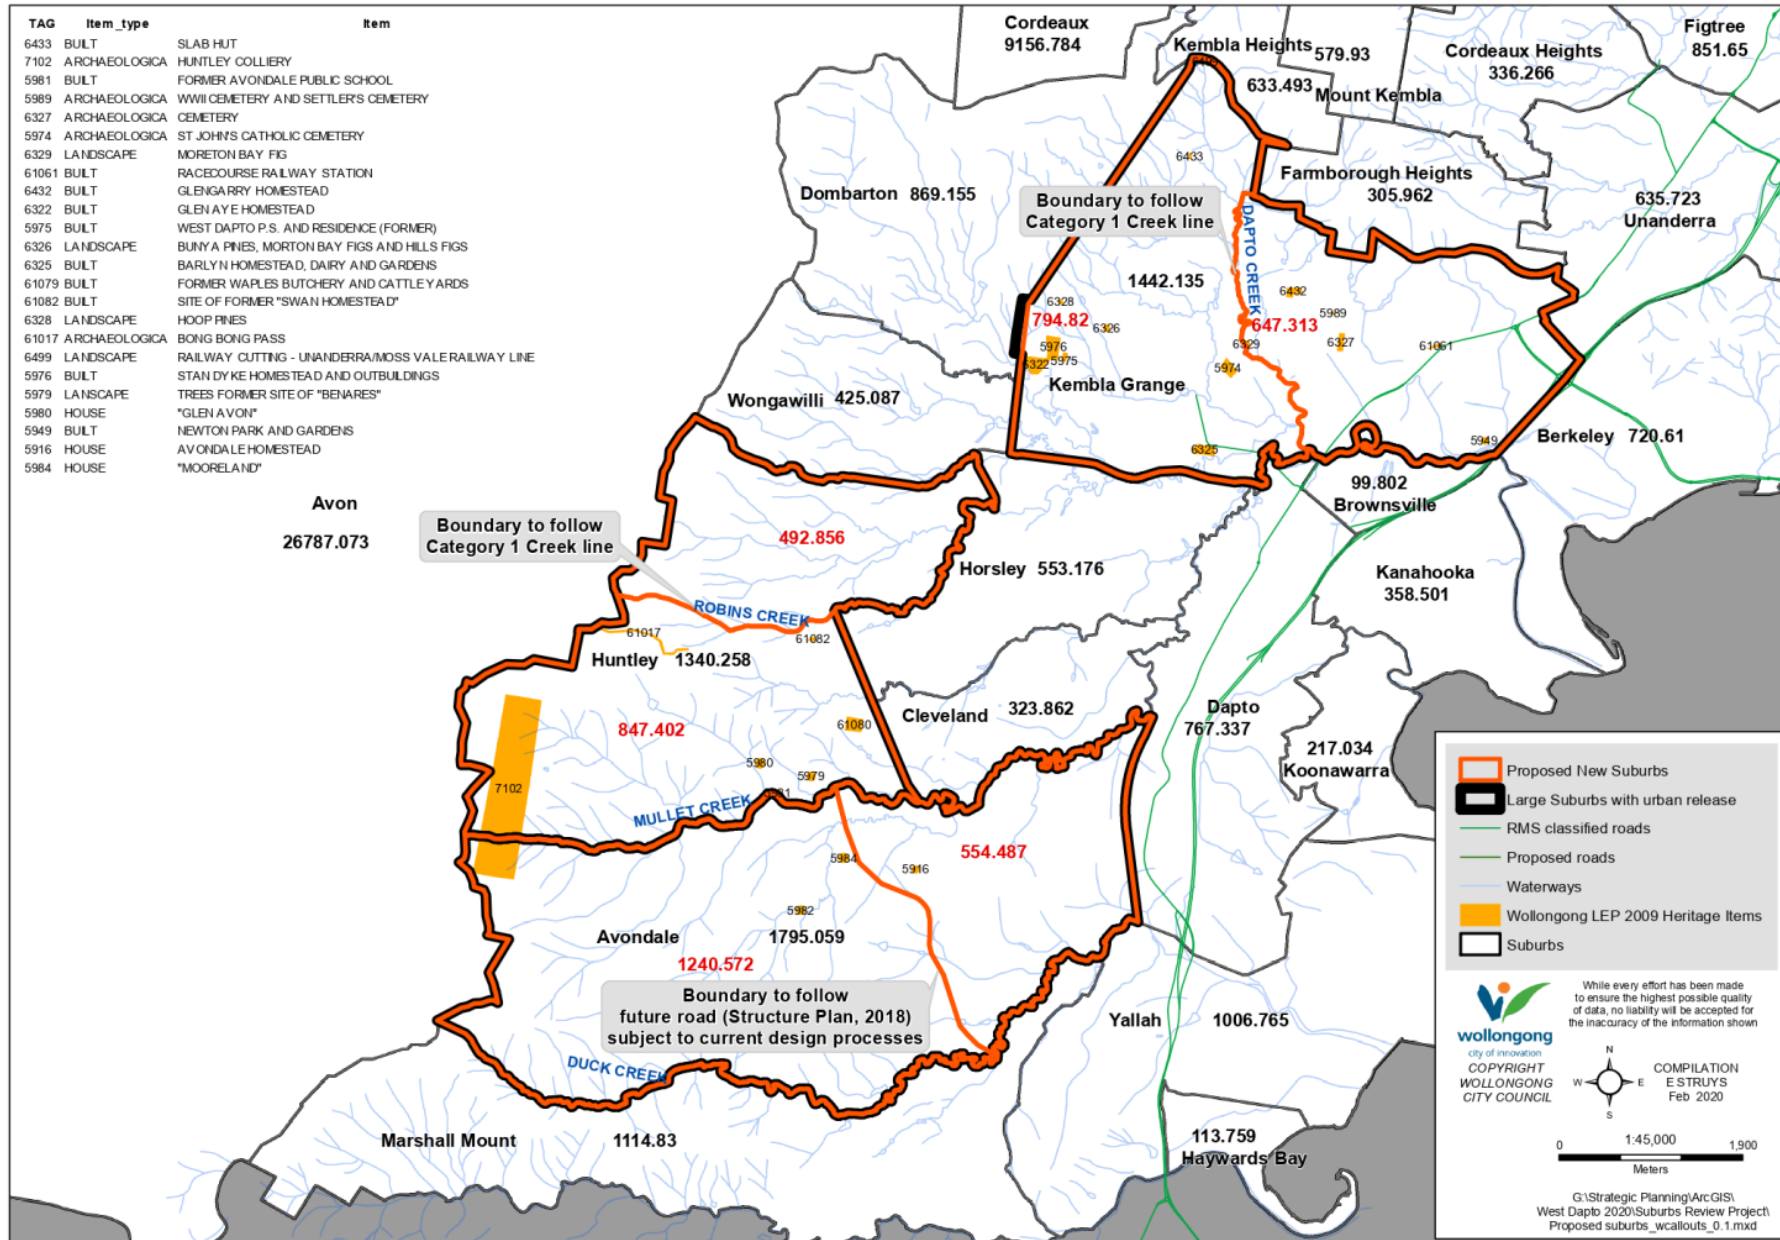 TAG Item_type Item
6433 BUILT SLAB HUT
7102 ARCHAEOLOGICA HUNTLEY COLLIERY
5981 BUILT FORMER AVONDALE PUBLIC SCHOOL
5989 ARCHAEOLOGICA WWII CEMETERY AND SETTLER'S CEMETERY
6327 ARCHAEOLOGICA CEMETERY
5974 ARCHAEOLOGICA ST JOHN'S CATHOLIC CEMETERY
6329 LANDSCAPE MORETON BAY FIG
61061 BUILT RACECOURSE RAILWAY STATION
6432 BUILT GLENGARRY HOMESTEAD
6322 BUILT GLEN AYE HOMESTEAD
5975 BUILT WEST DAPTO P.S. AND RESIDENCE (FORMER)
6326 LANDSCAPE BUNYA PINES, MORTON BAY FIGS AND HILLS FIGS
6325 BUILT BARLYN HOMESTEAD, DAIRY AND GARDENS
61079 BUILT FORMER WAPLES BUTCHERY AND CATTLE YARDS
61082 BUILT SITE OF FORMER "SWAN HOMESTEAD"
6328 LANDSCAPE HOOP PINES
61017 ARCHAEOLOGICA BONG BONG PASS
6499 LANDSCAPE RAILWAY CUTTING - UNANDERRA/MOSS VALE RAILWAY LINE
5976 BUILT STANDYKE HOMESTEAD AND OUTBUILDINGS
5979 LANSCAPE TREES FORMER SITE OF "BENARES"
5980 HOUSE "GLEN AVON"
5949 BUILT NEWTON PARK AND GARDENS
5916 HOUSE AVONDALE HOMESTEAD
5984 HOUSE "MOORELAND"
Cordeaux
9156.784
Kembla Heights
579.93
633.493
Mount Kembla
Cordeaux Heights
336.266
Figtree
851.65
Dombarton 869.155
6433
Boundary to follow
Category 1 Creek line
DAPTO CREEK
Farmborough Heights
305.962
635.723
Unanderra
1442.135
6328
794.82
6326
5976
5975
6322
Kembla Grange
6432
5989
647.313
6329
6327
61061
5974
6325
5949
Wongawilli 425.087
Berkeley 720.61
99.802
Brownsville
Avon
26787.073
Boundary to follow
Category 1 Creek line
492.856
Horsley 553.176
Kanahooka
358.501
ROBINS CREEK
61017
61082
Huntley 1340.258
847.402
61080
Cleveland 323.862
Dapto
767.337
217.034
Koonawarra
7102
5980
5979
MULLET CREEK
5984
5916
554.487
5982
Avondale 1795.059
1240.572
Boundary to follow
future road (Structure Plan, 2018)
subject to current design processes
DUCK CREEK
Yallah 1006.765
Marshall Mount 1114.83
113.759
Haywards Bay
Proposed New Suburbs
Large Suburbs with urban release
RMS classified roads
Proposed roads
Waterways
Wollongong LEP 2009 Heritage Items
Suburbs
wollongong
city of innovation
COPYRIGHT
WOLLONGONG
CITY COUNCIL
While every effort has been made
to ensure the highest possible quality
of data, no liability will be accepted for
the inaccuracy of the information shown
N
W E
S
COMPILATION
E STRUYS
Feb 2020
1:45,000
0 1,900
Meters
G:\Strategic Planning\ArcGIS\
West Dapto 2020\Suburbs Review Project\
Proposed suburbs_wcallouts_0.1.mxd